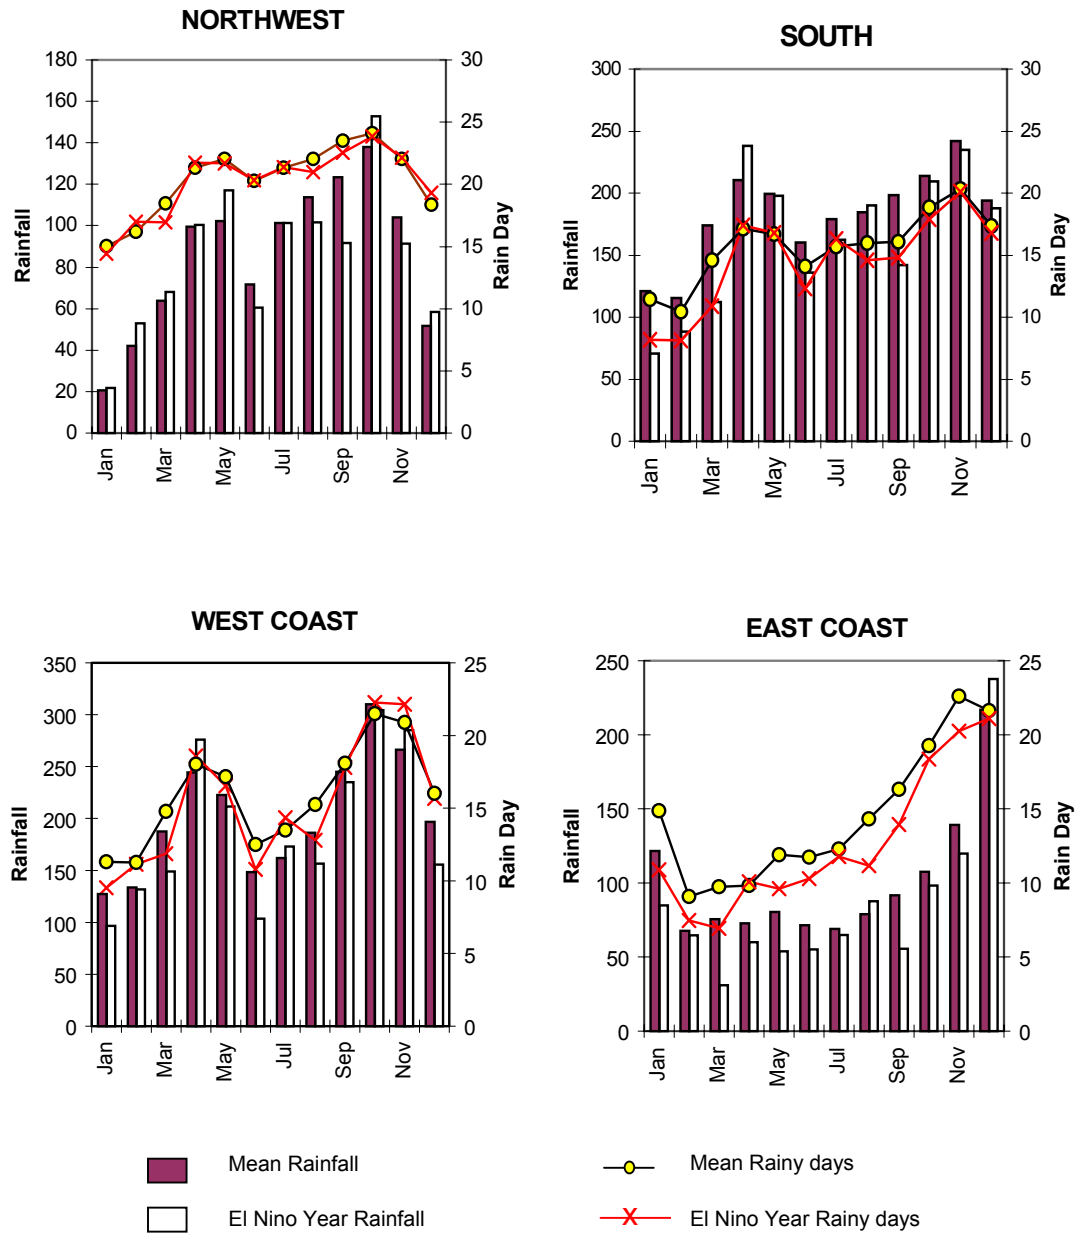 NORTHWEST
180
160
140
120
100
80
60
40
20
0
Rainfall
30
25
20
15
10
5
0
Rain Day
Jan
Mar
May
Jul
Sep
Nov
SOUTH
300
250
200
150
100
50
0
Rainfall
30
25
20
15
10
5
0
Rain Day
Jan
Mar
May
Jul
Sep
Nov
WEST COAST
350
300
250
200
150
100
50
0
Rainfall
25
20
15
10
5
0
Rain Day
Jan
Mar
May
Jul
Sep
Nov
EAST COAST
250
200
150
100
50
0
Rainfall
25
20
15
10
5
0
Rain Day
Jan
Mar
May
Jul
Sep
Nov
Mean Rainfall
Mean Rainy days
El Nino Year Rainfall
El Nino Year Rainy days